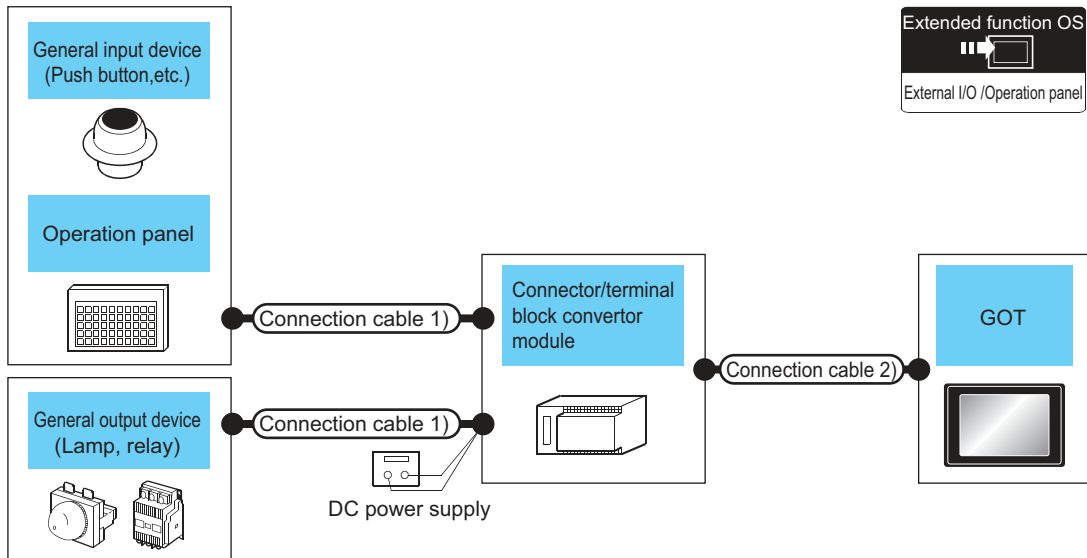 General input device
(Push button,etc.)
Operation panel
General output device
(Lamp, relay)
Connection cable 1)
Connection cable 1)
DC power supply
Connector/terminal
block convertor
module
Connection cable 2)
GOT
Extended function OS
External I/O /Operation panel